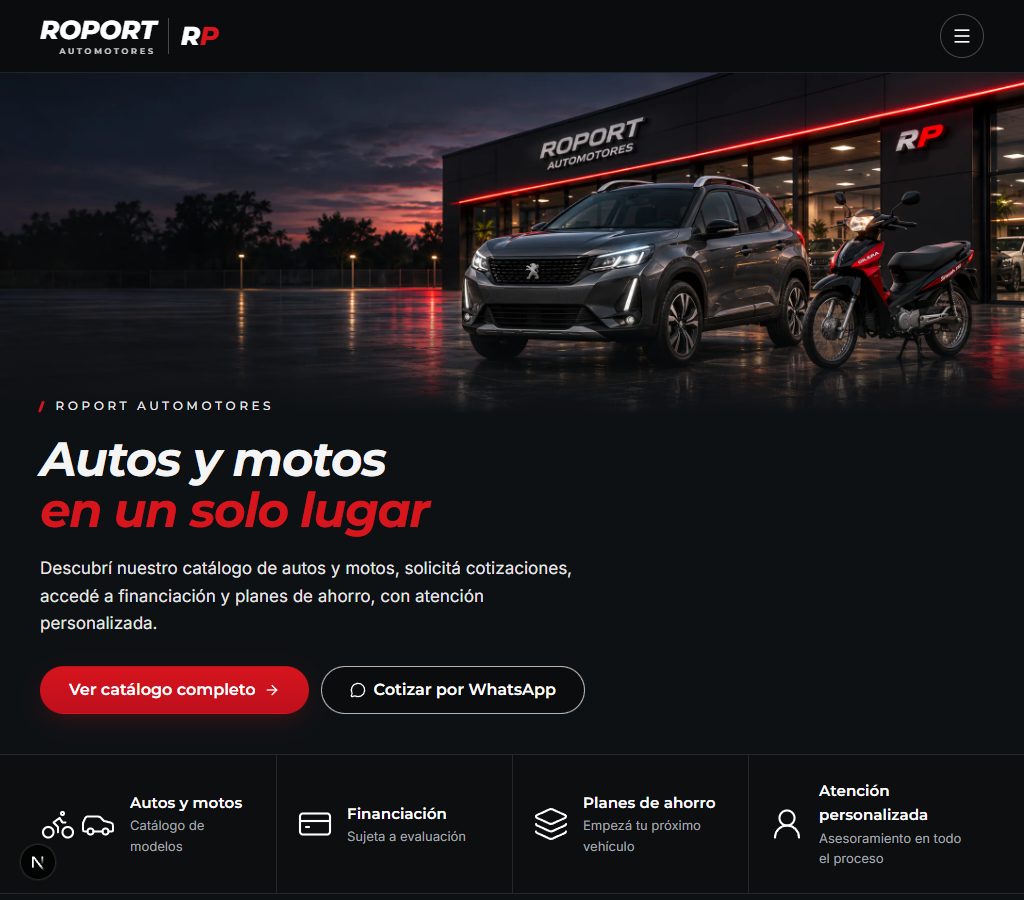 ROPORT
AUTOMOTORES
RP
ROPORT
AUTOMOTORES
RP
/ ROPORT AUTOMOTORES
Autos y motos
en un solo lugar
Descubrí nuestro catálogo de autos y motos, solicitá cotizaciones,
accedé a financiación y planes de ahorro, con atención
personalizada.
Ver catálogo completo →
Cotizar por WhatsApp
Autos y motos
Catálogo de
modelos
Financiación
Sujeta a evaluación
Planes de ahorro
Empezá tu próximo
vehículo
Atención
personalizada
Asesoramiento en todo
el proceso
N